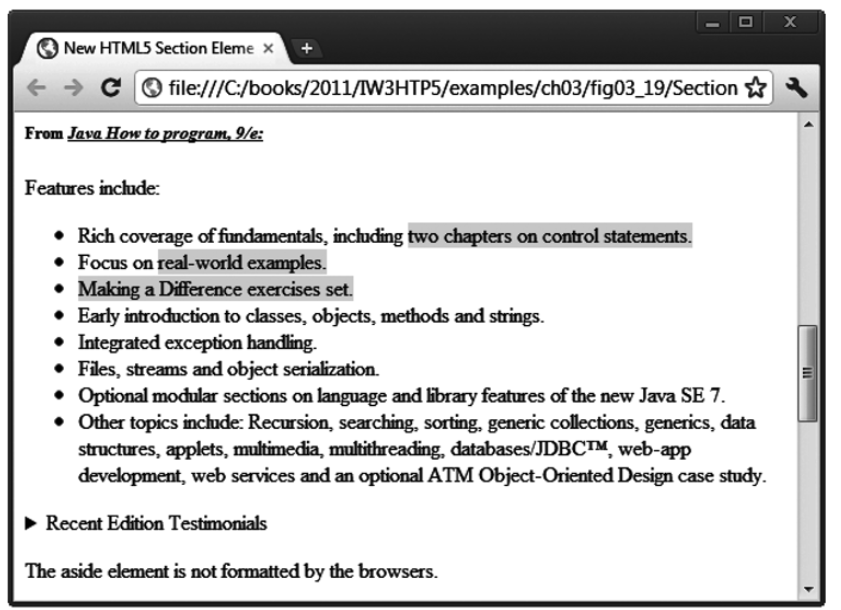 New HTML5 Section Eleme
file:///C:/books/2011/IW3HTP5/examples/ch03/fig03_19/Section
From Java How to program, 9/e:
Features include:
• Rich coverage of fundamentals, including two chapters on control statements.
• Focus on real-world examples.
• Making a Difference exercises set.
• Early introduction to classes, objects, methods and strings.
• Integrated exception handling.
• Files, streams and object serialization.
• Optional modular sections on language and library features of the new Java SE 7.
• Other topics include: Recursion, searching, sorting, generic collections, generics, data
structures, applets, multimedia, multithreading, databases/JDBC™, web-app
development, web services and an optional ATM Object-Oriented Design case study.
▶ Recent Edition Testimonials
The aside element is not formatted by the browsers.